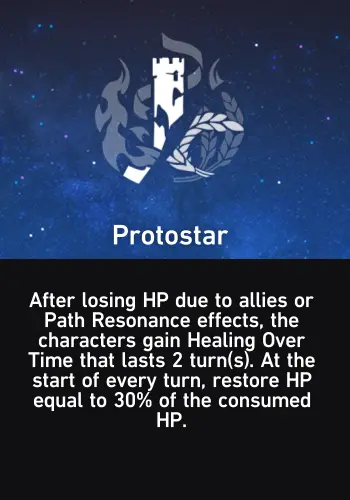 Protostar
After losing HP due to allies or
Path Resonance effects, the
characters gain Healing Over
Time that lasts 2 turn(s). At the
start of every turn, restore HP
equal to 30% of the consumed
HP.